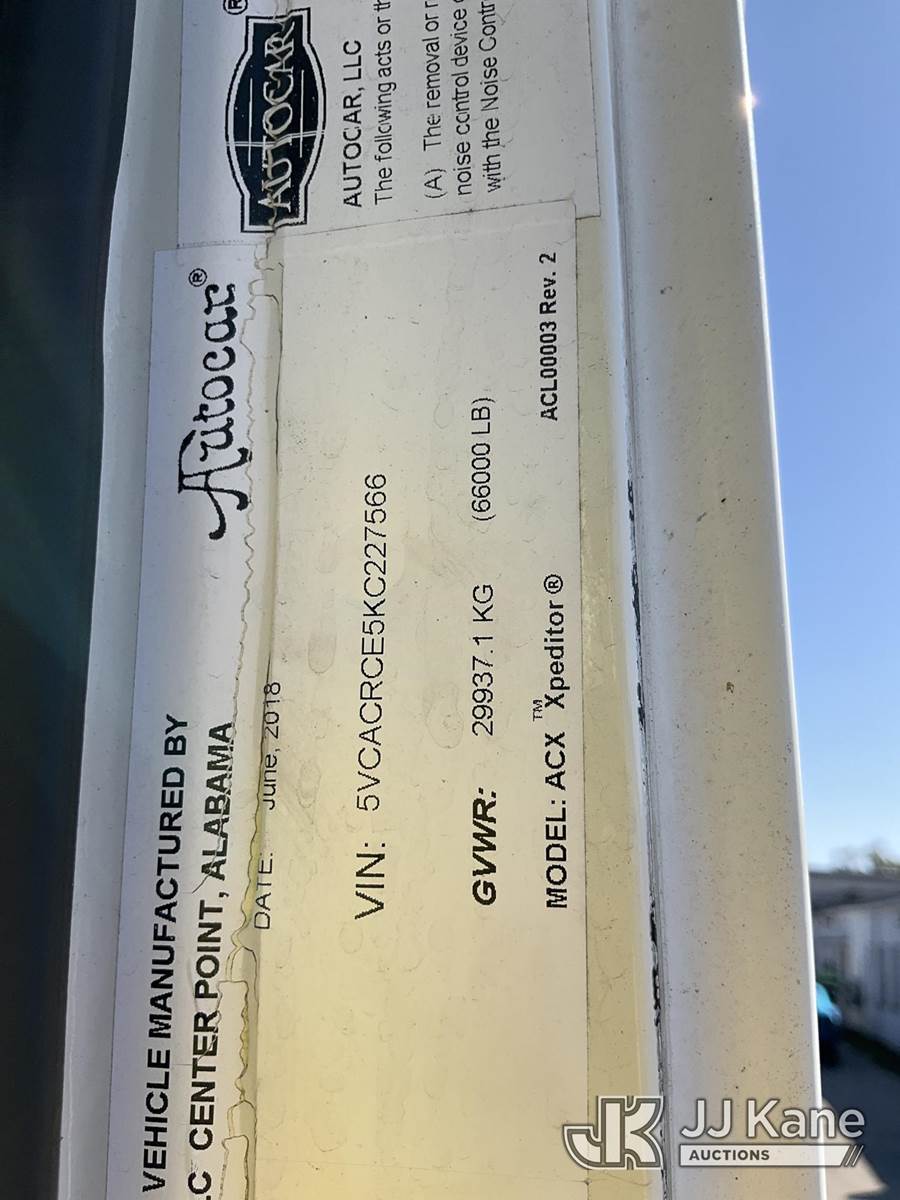 VEHICLE MANUFACTURED BY
CENTER POINT, ALABAMA
Autocar®
DATE: June, 2018
VIN: 5VCACRCE5KC227566
GVWR: 29937.1 KG (66000 LB)
MODEL: ACX™ Xpeditor®
ACL00003 Rev. 2
AUTOCAR®
AUTOCAR, LLC
The following acts or
(A) The removal or
noise control device
with the Noise
JK JJ Kane
AUCTIONS